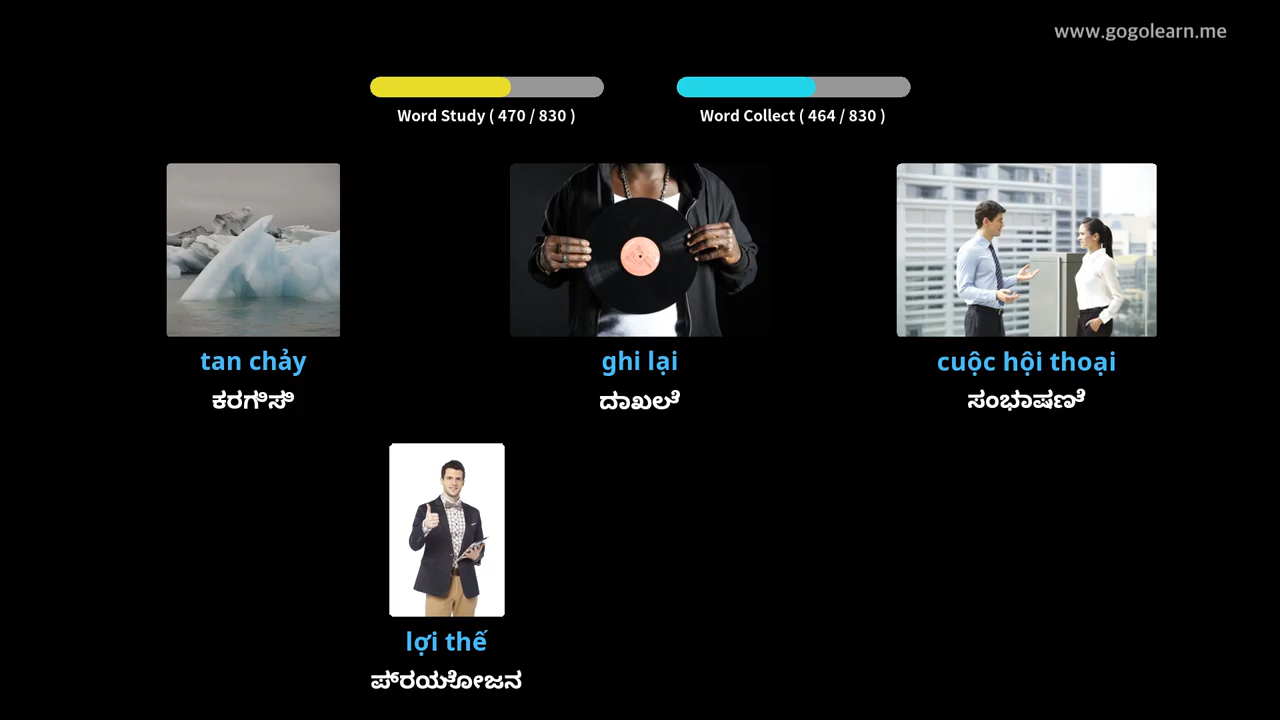 www.gogolearn.me
Word Study ( 470 / 830 )
Word Collect ( 464 / 830 )
tan chảy
ಕರಗಿಸಿ
ghi lại
ದಾಖಲೆ
cuộc hội thoại
ಸಂಭಾಷಣೆ
lợi thế
ಪ್ರಯೋಜನ